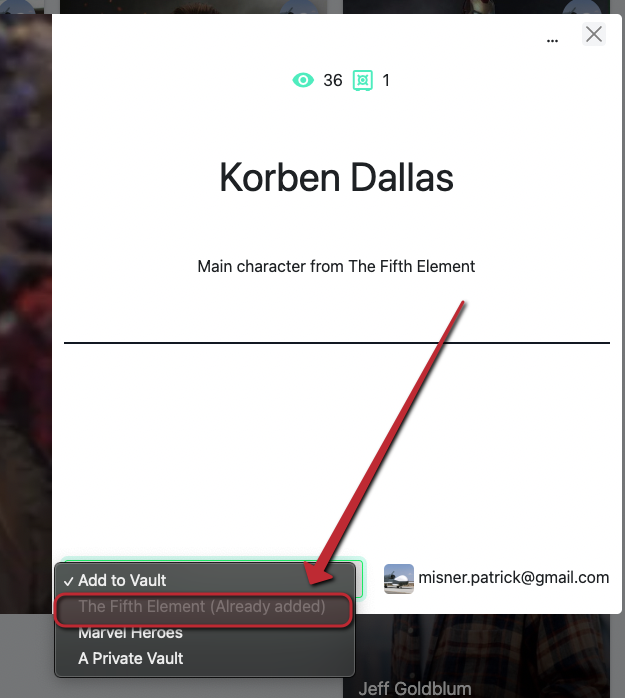 ...
36 1
Korben Dallas
Main character from The Fifth Element
✓ Add to Vault
The Fifth Element (Already added)
Marvel Heroes
A Private Vault
misner.patrick@gmail.com
Jeff Goldblum